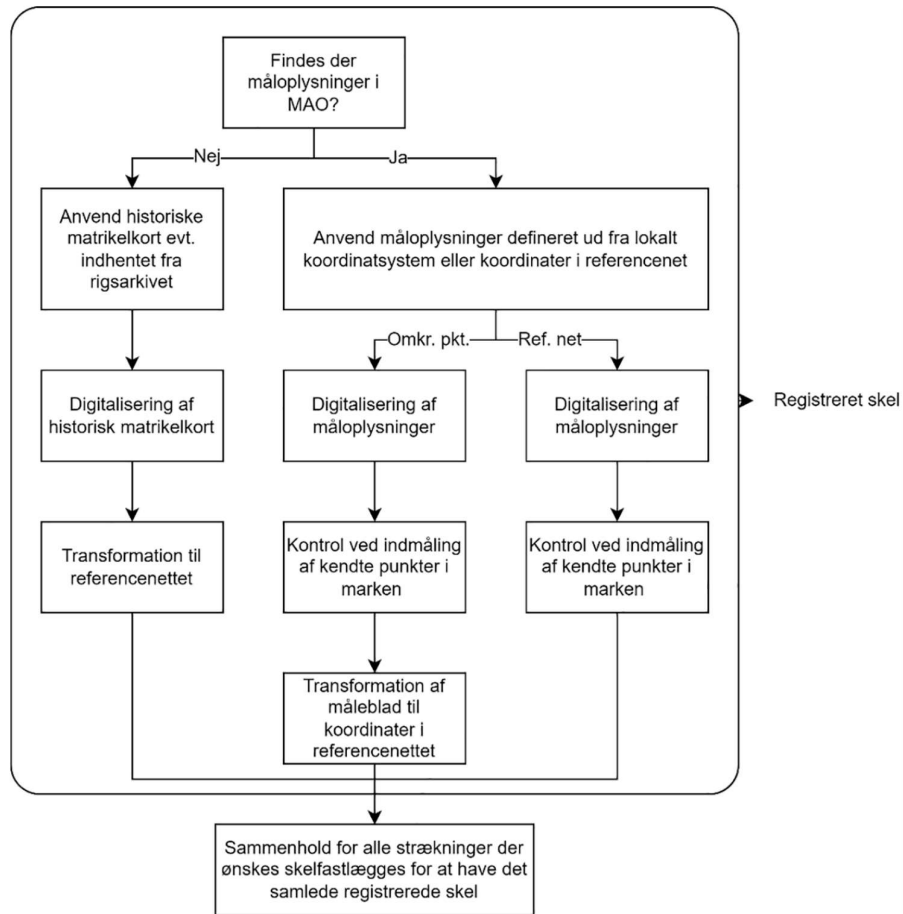 Findes der
måloplysninger i
MAO?
Nej
Ja
Anvend historiske
matrikelkort evt.
indhentet fra
rigsarkivet
Anvend måloplysninger defineret ud fra lokalt
koordinatsystem eller koordinater i referencenet
Omkr. pkt.
Ref. net
Digitalisering af
historisk matrikelkort
Digitalisering af
måloplysninger
Digitalisering af
måloplysninger
Registreret skel
Transformation til
referencenettet
Kontrol ved indmåling
af kendte punkter i
marken
Kontrol ved indmåling
af kendte punkter i
marken
Transformation af
måleblad til
koordinater i
referencenettet
Sammenhold for alle strækninger der
ønskes skelfastlægges for at have det
samlede registrerede skel